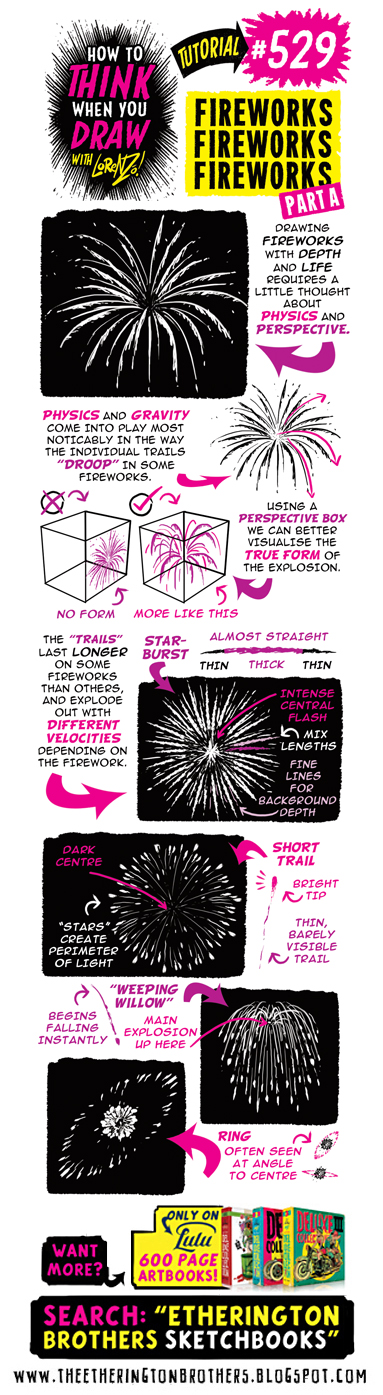 HOW TO
THINK
WHEN YOU
DRAW
WITH LORENZO!
TUTORIAL
#529
FIREWORKS
FIREWORKS
FIREWORKS
PART A
DRAWING
FIREWORKS
WITH DEPTH
AND LIFE
REQUIRES A
LITTLE THOUGHT
ABOUT
PHYSICS AND
PERSPECTIVE.
PHYSICS AND GRAVITY
COME INTO PLAY MOST
NOTICABLY IN THE WAY
THE INDIVIDUAL TRAILS
"DROOP" IN SOME
FIREWORKS.
USING A
PERSPECTIVE BOX
WE CAN BETTER
VISUALISE THE
TRUE FORM OF
THE EXPLOSION.
NO FORM
MORE LIKE THIS
THE "TRAILS"
LAST LONGER
ON SOME
FIREWORKS
THAN OTHERS,
AND EXPLODE
OUT WITH
DIFFERENT
VELOCITIES
DEPENDING ON
THE FIREWORK.
STAR-
BURST
ALMOST STRAIGHT
THIN THICK THIN
INTENSE
CENTRAL
FLASH
MIX
LENGTHS
FINE
LINES
FOR
BACKGROUND
DEPTH
DARK
CENTRE
"STARS"
CREATE
PERIMETER
OF LIGHT
SHORT
TRAIL
BRIGHT
TIP
THIN,
BARELY
VISIBLE
TRAIL
"WEEPING
WILLOW"
BEGINS
FALLING
INSTANTLY
MAIN
EXPLOSION
UP HERE
RING
OFTEN SEEN
AT ANGLE
TO CENTRE
WANT
MORE?
ONLY ON
Lulu
600 PAGE
ARTBOOKS!
DELUXE
III
SEARCH: "ETHERINGTON
BROTHERS SKETCHBOOKS"
WWW.THEETHERINGTONBROTHERS.BLOGSPOT.COM